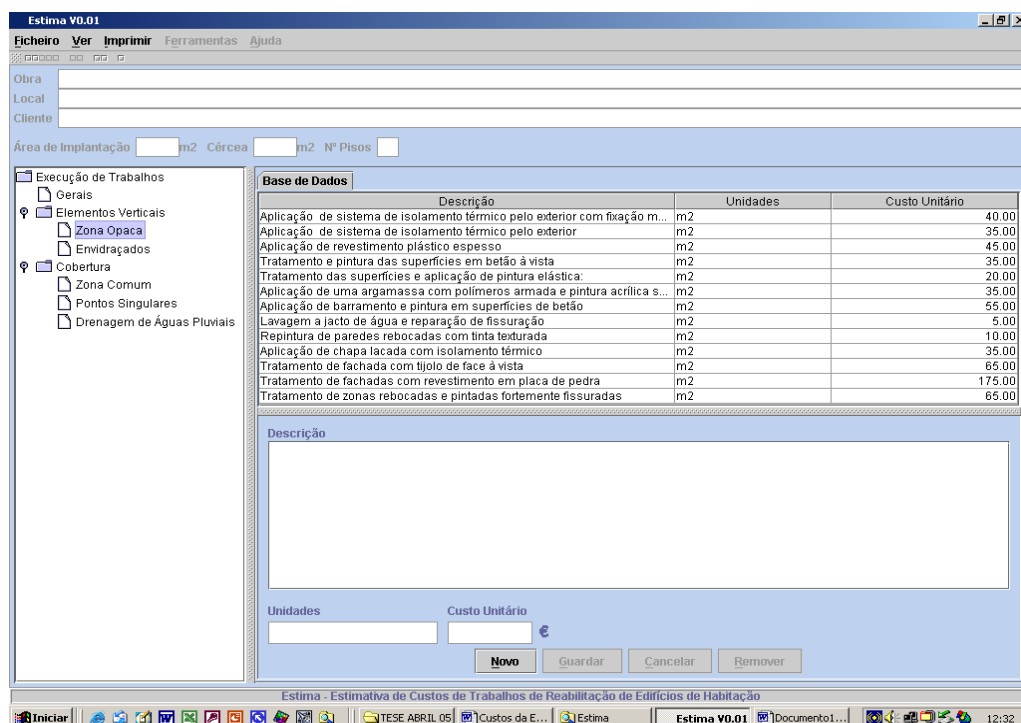 Estima V0.01
Ficheiro Ver Imprimir Ferramentas Ajuda
Obra
Local
Cliente
Área de Implantação m2 Cércea m2 Nº Pisos
Execução de Trabalhos
Gerais
Elementos Verticais
Zona Opaca
Envidraçados
Cobertura
Zona Comum
Pontos Singulares
Drenagem de Águas Pluviais
Base de Dados
Descrição Unidades Custo Unitário
Aplicação de sistema de isolamento térmico pelo exterior com fixação m... m2 40.00
Aplicação de sistema de isolamento térmico pelo exterior m2 35.00
Aplicação de revestimento plástico espesso m2 45.00
Tratamento e pintura das superfícies em betão à vista m2 35.00
Tratamento das superfícies e aplicação de pintura elástica: m2 20.00
Aplicação de uma argamassa com polímeros armada e pintura acrílica s... m2 35.00
Aplicação de barramento e pintura em superfícies de betão m2 55.00
Lavagem a jacto de água e reparação de fissuração m2 5.00
Repintura de paredes rebocadas com tinta texturada m2 10.00
Aplicação de chapa lacada com isolamento térmico m2 35.00
Tratamento de fachada com tijolo de face à vista m2 65.00
Tratamento de fachadas com revestimento em placa de pedra m2 175.00
Tratamento de zonas rebocadas e pintadas fortemente fissuradas m2 65.00
Descrição
Unidades Custo Unitário
€
Novo Guardar Cancelar Remover
Estima - Estimativa de Custos de Trabalhos de Reabilitação de Edifícios de Habitação
Iniciar TESE ABRIL 05 Custos da E... Estima Estima V0.01 Documento1... 12:32